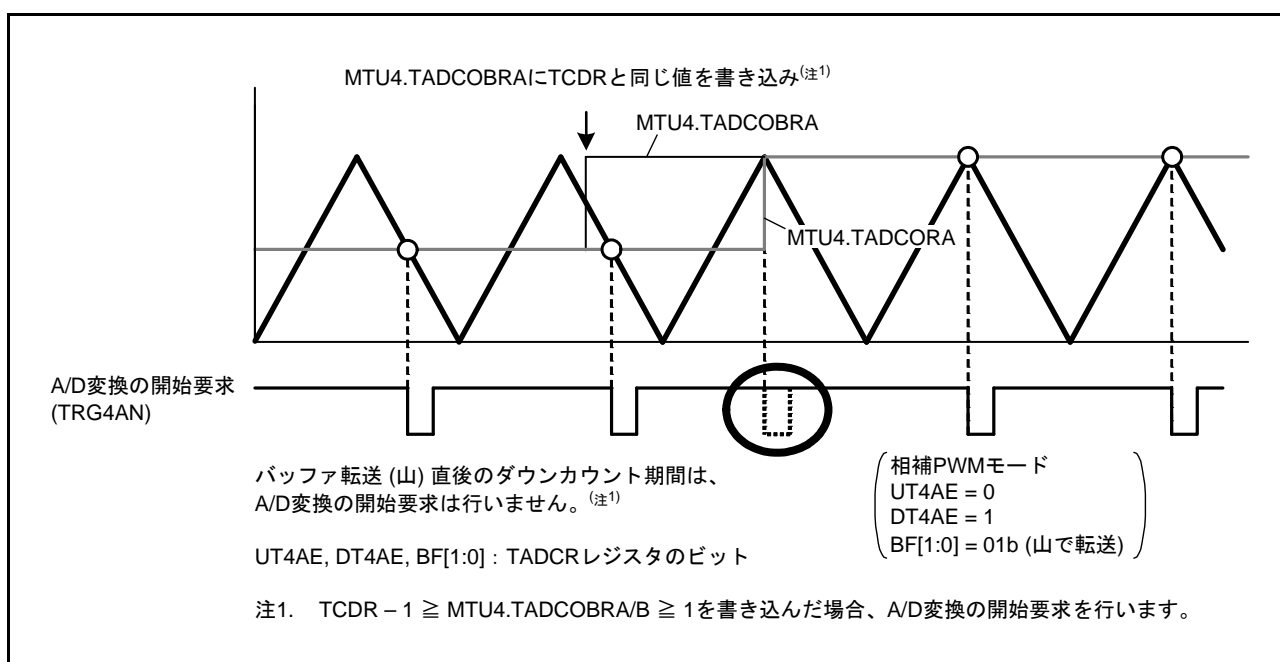 MTU4.TADCOBRAにTCDRと同じ値を書き込み(注1)
MTU4.TADCOBRA
MTU4.TADCORA
A/D変換の開始要求
(TRG4AN)
バッファ転送 (山) 直後のダウンカウント期間は、
A/D変換の開始要求は行いません。(注1)
相補PWMモード
UT4AE = 0
DT4AE = 1
BF[1:0] = 01b (山で転送)
UT4AE, DT4AE, BF[1:0] : TADCRレジスタのビット
注1. TCDR – 1 ≧ MTU4.TADCOBRA/B ≧ 1を書き込んだ場合、A/D変換の開始要求を行います。